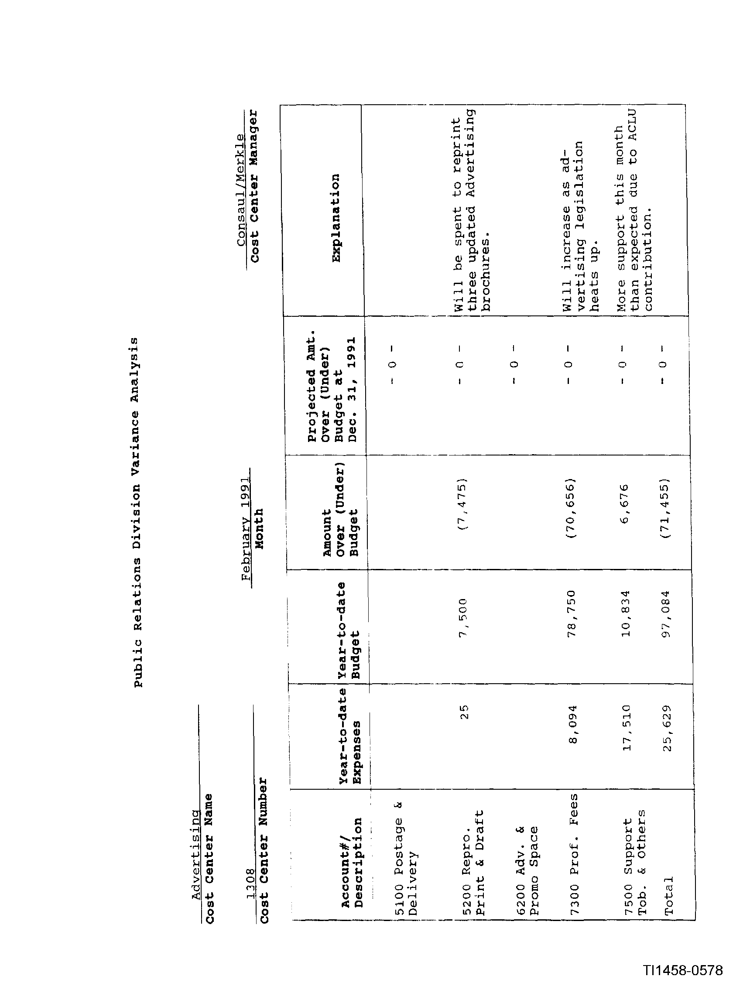 Public Relations Division Variance Analysis
Advertising
Cost Center Name
1308
Cost Center Number
February 1991
Month
Consaul/Merkle
Cost Center Manager
Account#/
Description
Year-to-date
Expenses
Year-to-date
Budget
Amount
Over (Under)
Budget
Projected Amt.
Over (Under)
Budget at
Dec. 31, 1991
Explanation
5100 Postage &
Delivery
- 0 -
5200 Repro.
Print & Draft
25
7,500
(7,475)
- 0 -
Will be spent to reprint
three updated Advertising
brochures.
6200 Adv. &
Promo Space
- 0 -
7300 Prof. Fees
8,094
78,750
(70,656)
- 0 -
Will increase as ad-
vertising legislation
heats up.
7500 Support
Tob. & Others
17,510
10,834
6,676
- 0 -
More support this month
than expected due to ACLU
contribution.
Total
25,629
97,084
(71,455)
- 0 -
TI1458-0578